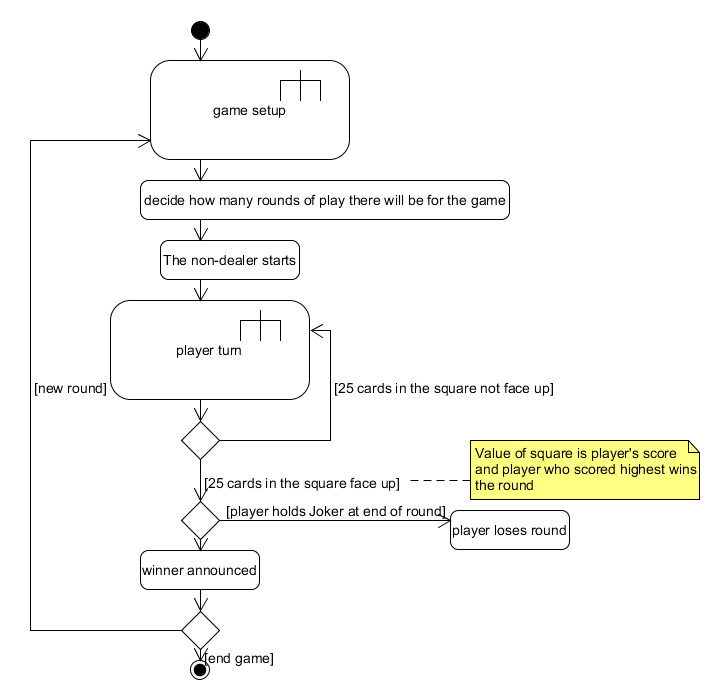 game setup
decide how many rounds of play there will be for the game
The non-dealer starts
player turn
[new round]
[25 cards in the square not face up]
Value of square is player's score
and player who scored highest wins
the round
[25 cards in the square face up]
[player holds Joker at end of round]
player loses round
winner announced
[end game]